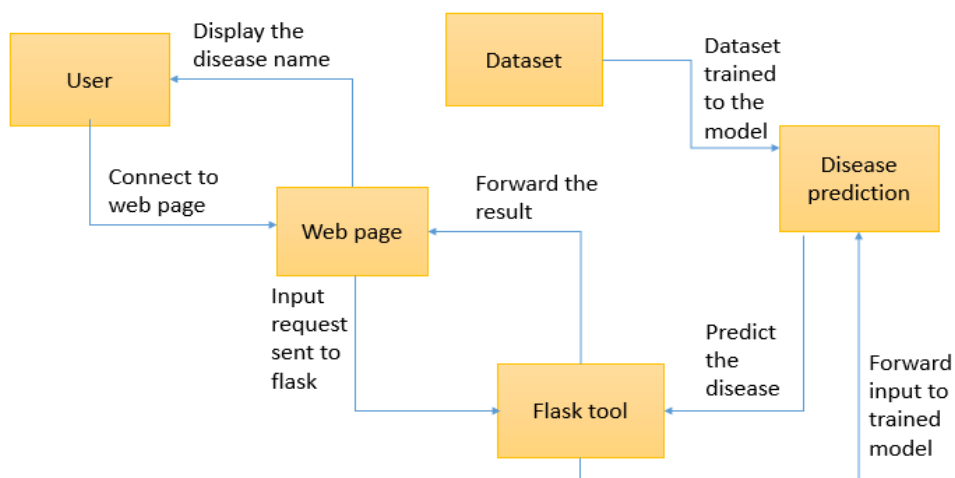 User
Display the
disease name
Dataset
Dataset
trained
to the
model
Disease
prediction
Connect to
web page
Forward the
result
Web page
Input
request
sent to
flask
Predict
the
disease
Forward
input to
trained
model
Flask tool